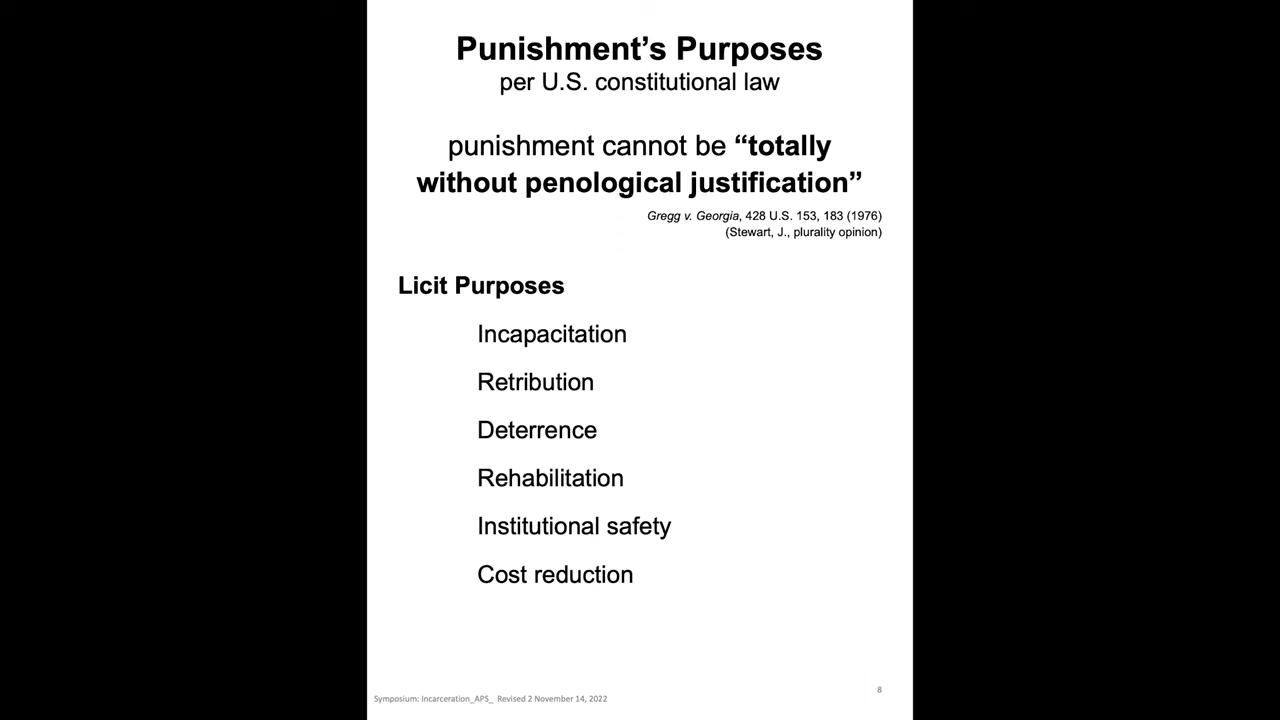 Punishment’s Purposes
per U.S. constitutional law
punishment cannot be “totally
without penological justification”
Gregg v. Georgia, 428 U.S. 153, 183 (1976)
(Stewart, J., plurality opinion)
Licit Purposes
Incapacitation
Retribution
Deterrence
Rehabilitation
Institutional safety
Cost reduction
8
Symposium: Incarceration_APS_ Revised 2 November 14, 2022